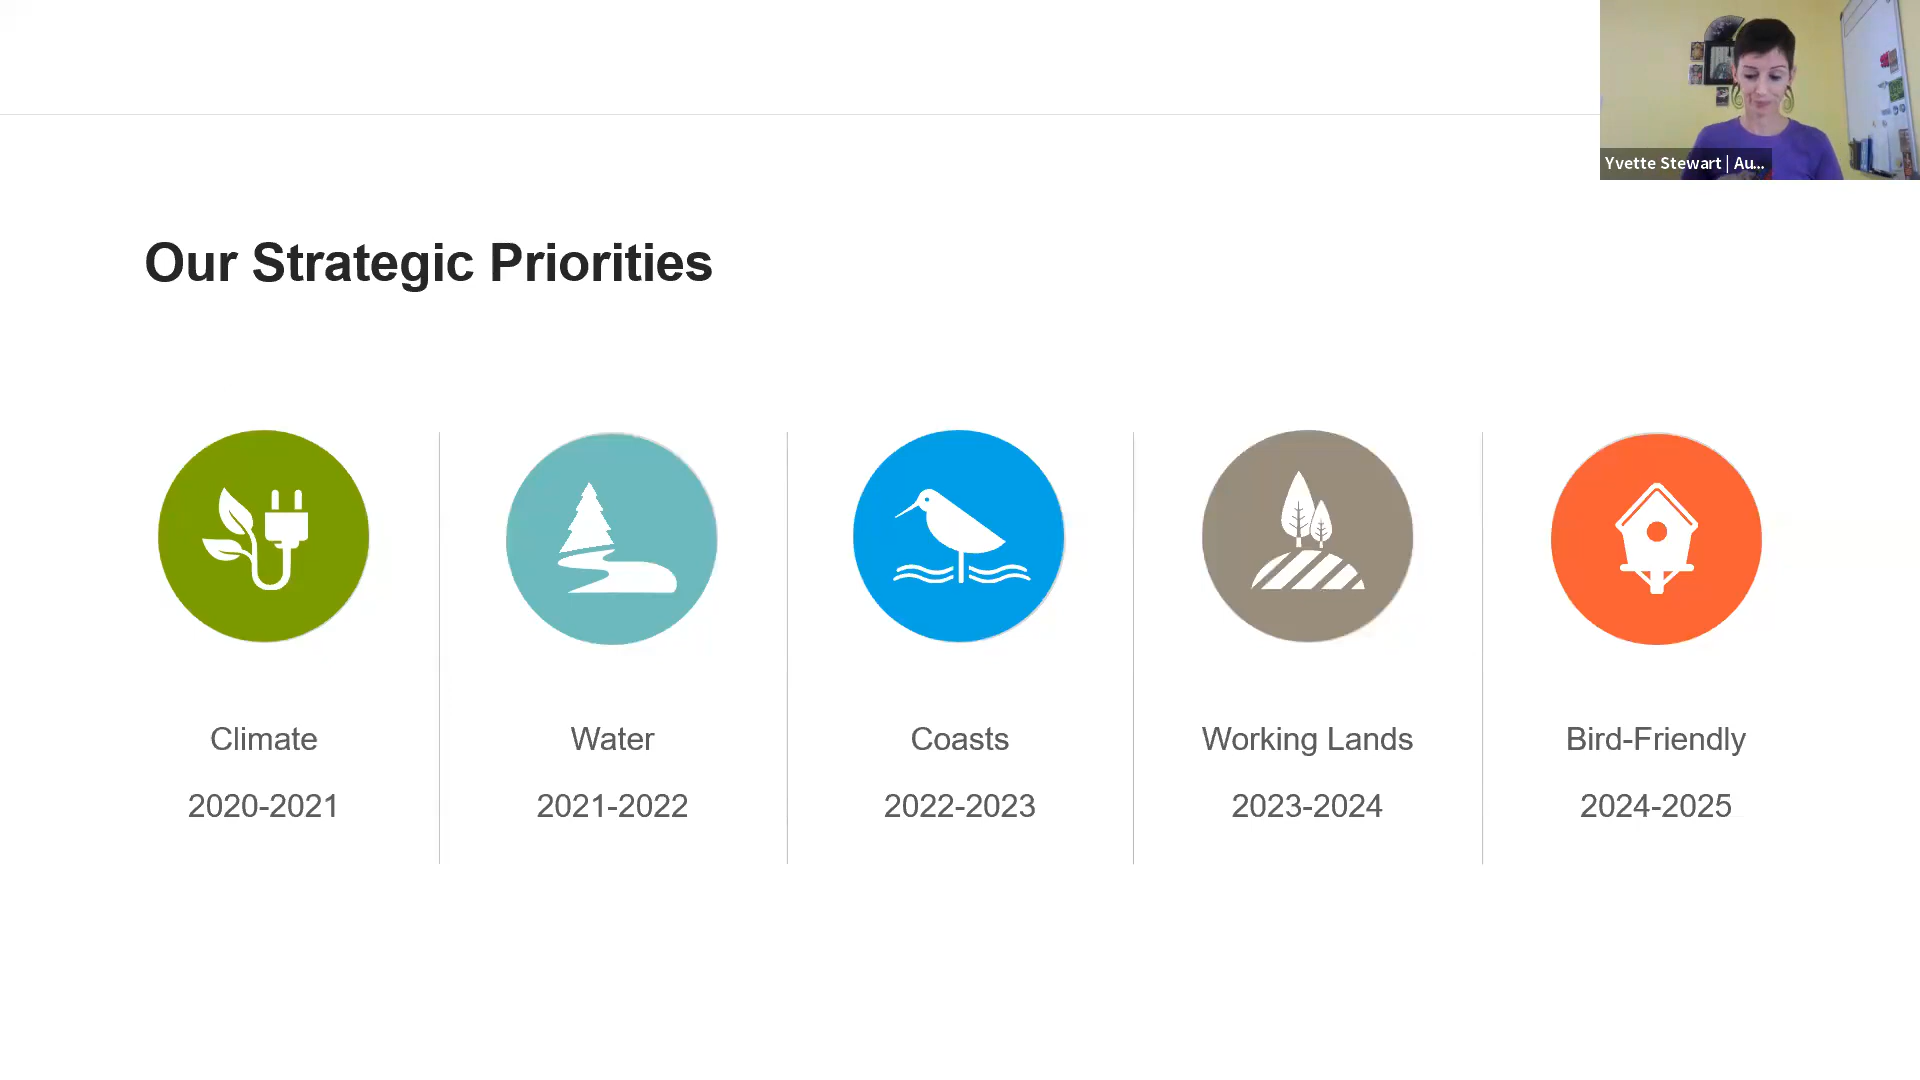 Yvette Stewart | Au...
Our Strategic Priorities
Climate
2020-2021
Water
2021-2022
Coasts
2022-2023
Working Lands
2023-2024
Bird-Friendly
2024-2025